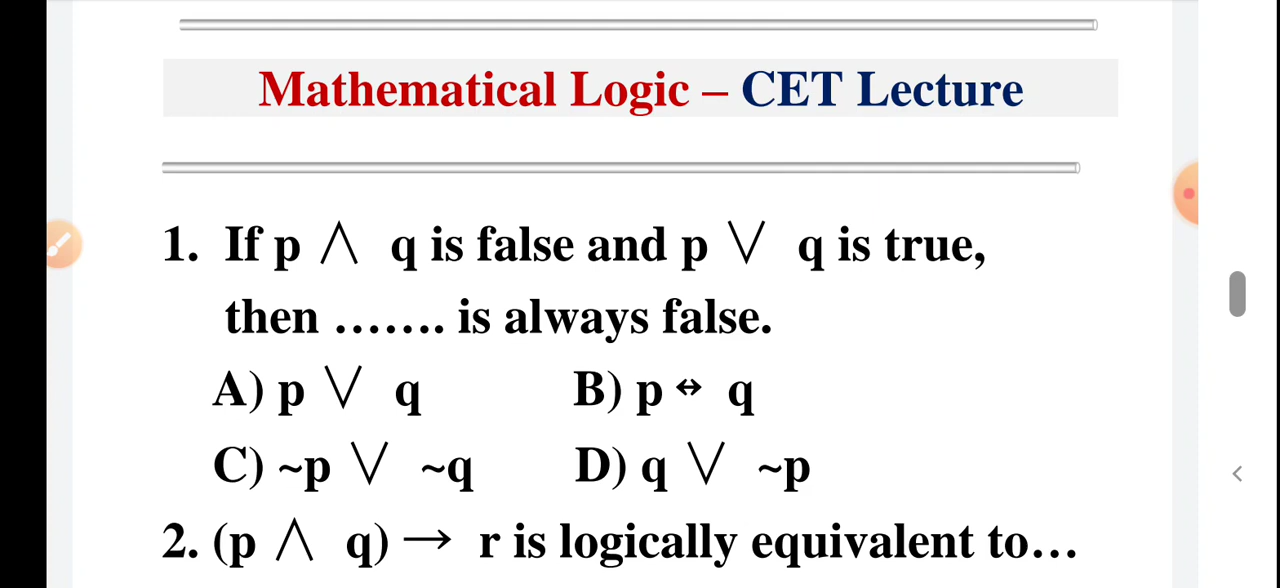 Mathematical Logic – CET Lecture
1. If p ∧ q is false and p ∨ q is true,
then ……. is always false.
A) p ∨ q B) p ↔ q
C) ~p ∨ ~q D) q ∨ ~p
2. (p ∧ q) → r is logically equivalent to…